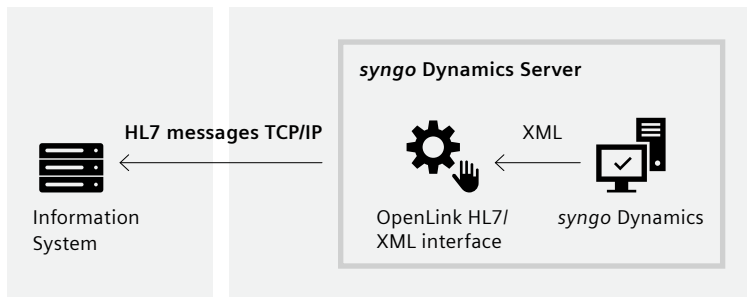 syngo Dynamics Server
HL7 messages TCP/IP
XML
Information
System
OpenLink HL7/
XML interface
syngo Dynamics